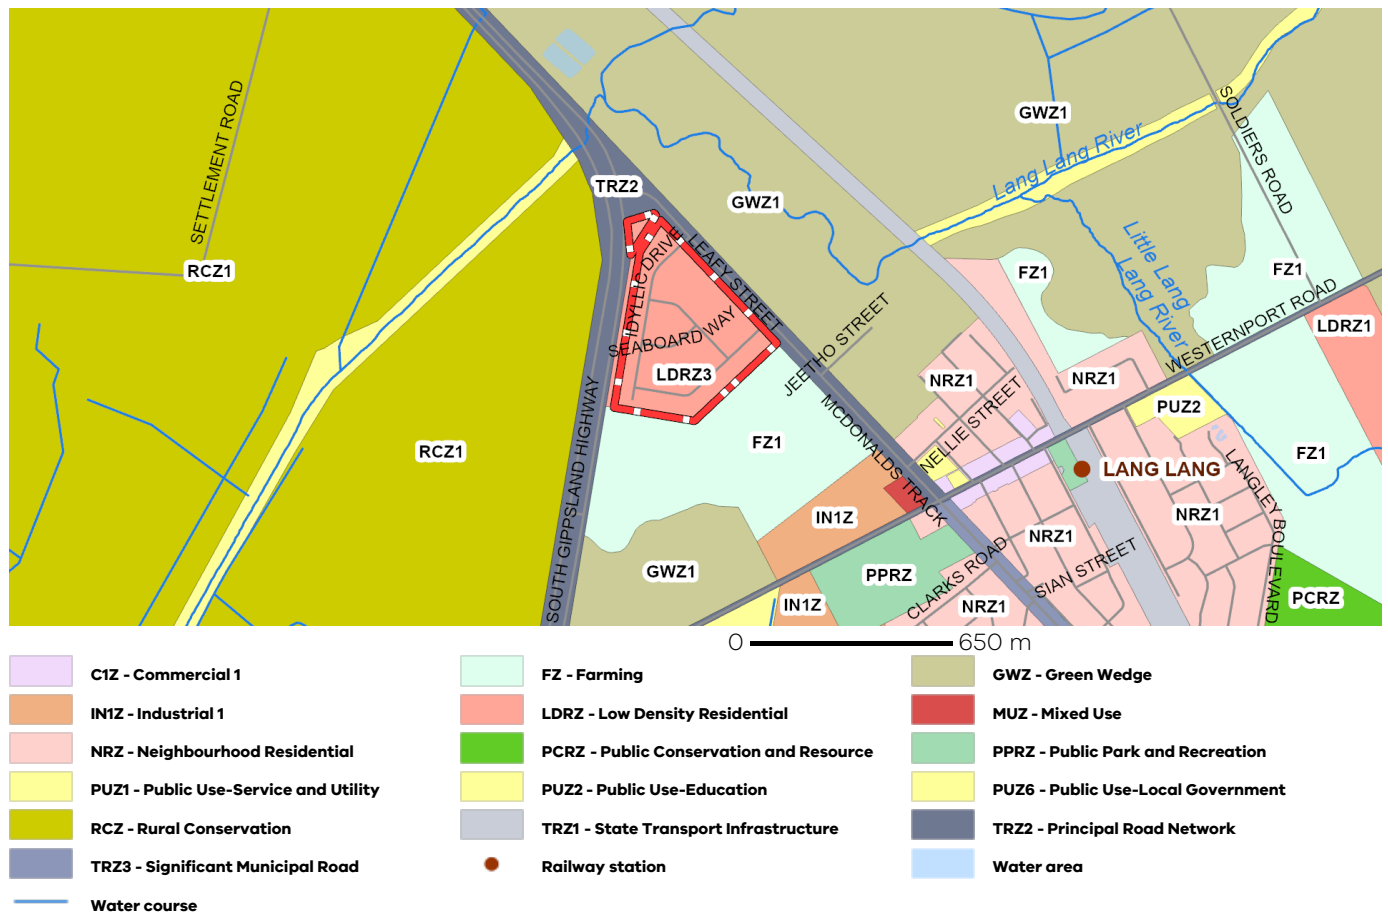 SETTLEMENT ROAD
RCZ1
TRZ2
GWZ1
GWZ1
Lang Lang River
SOLDIERS ROAD
Little Lang
Lang River
FZ1
FZ1
WESTERNPORT ROAD
LDRZ1
IDYLLIC DRIVE
LEAFY STREET
SEABOARD WAY
LDRZ3
JEETHO STREET
NRZ1
NRZ1
PUZ2
NELLIE STREET
MCDONALDS TRACK
FZ1
FZ1
RCZ1
SOUTH GIPPSLAND HIGHWAY
LANG LANG
LANGLEY BOULEVARD
IN1Z
NRZ1
NRZ1
GWZ1
PPRZ
CLARKS ROAD
SIAN STREET
IN1Z
NRZ1
PCRZ
0 650 m
C1Z - Commercial 1
FZ - Farming
GWZ - Green Wedge
IN1Z - Industrial 1
LDRZ - Low Density Residential
MUZ - Mixed Use
NRZ - Neighbourhood Residential
PCRZ - Public Conservation and Resource
PPRZ - Public Park and Recreation
PUZ1 - Public Use-Service and Utility
PUZ2 - Public Use-Education
PUZ6 - Public Use-Local Government
RCZ - Rural Conservation
TRZ1 - State Transport Infrastructure
TRZ2 - Principal Road Network
TRZ3 - Significant Municipal Road
Railway station
Water area
Water course